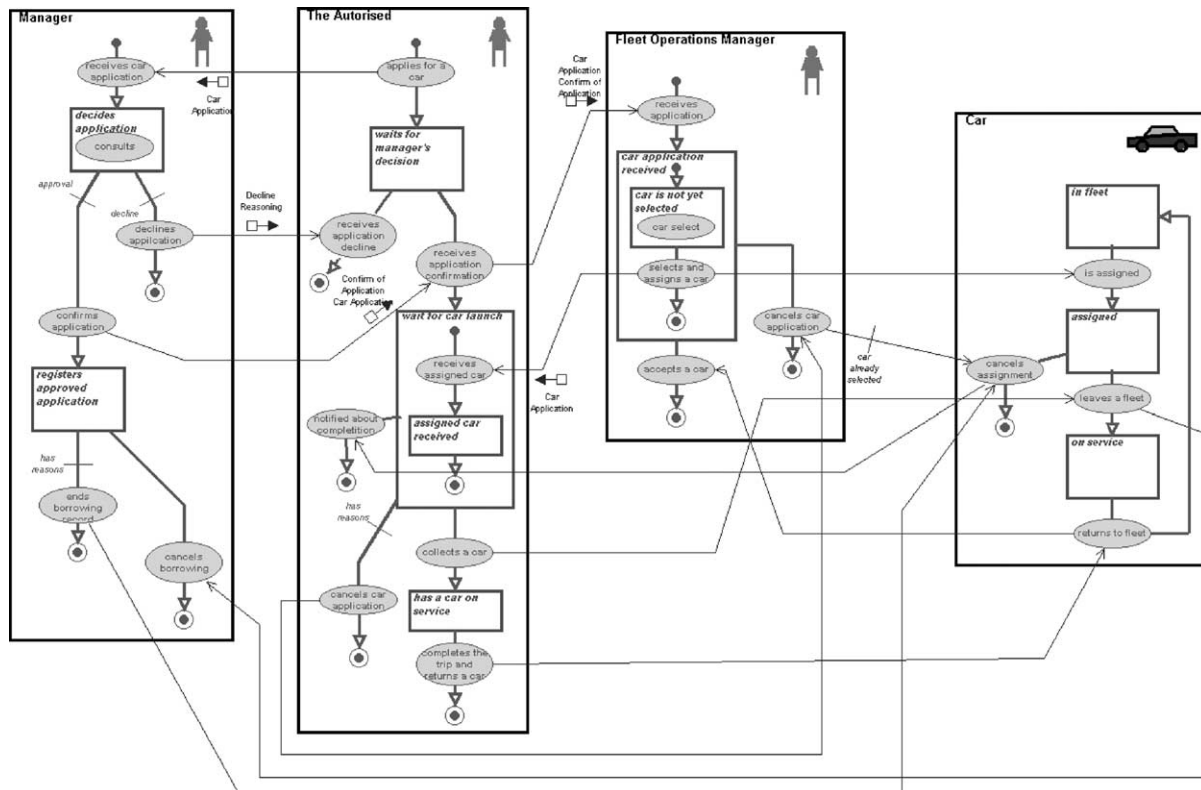 Manager
receives car
application
Car
Application
decides
application
consults
approval
decline
declines
application
confirms
application
registers
approved
application
has
reasons
ends
borrowing
record
cancels
borrowing
Decline
Reasoning
The Autorised
applies for a
car
waits for
manager's
decision
receives
application
decline
receives
application
confirmation
Confirm of
Application
Car Application
wait for car launch
receives
assigned car
notified about
completition
assigned car
received
has
reasons
collects a car
cancels car
application
has a car on
service
completes the
trip and
returns a car
Car
Application
Confirm of
Application
Car
Application
Fleet Operations Manager
receives
application
car application
received
car is not yet
selected
car select
selects and
assigns a car
cancels car
application
accepts a car
car
already
selected
Car
in fleet
is assigned
assigned
cancels
assignment
leaves a fleet
on service
returns to fleet